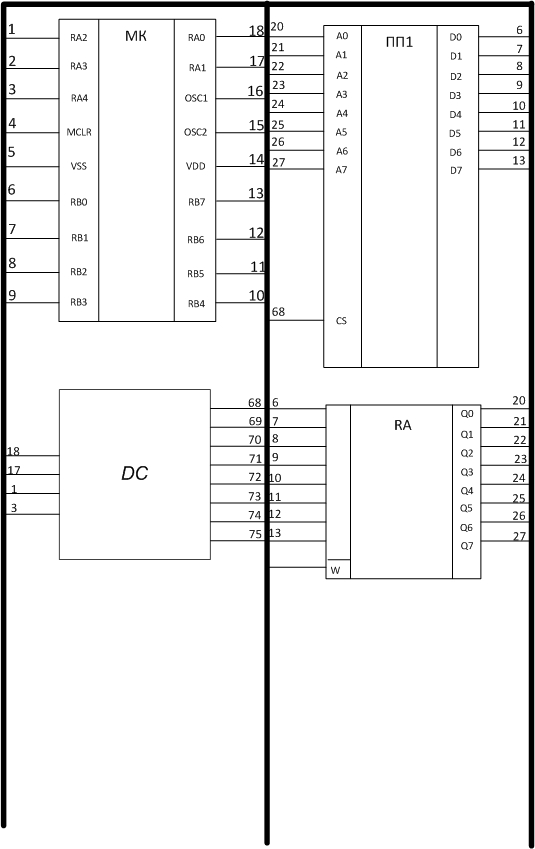 МК
1 RA2 RA0 18
2 RA3 RA1 17
3 RA4 OSC1 16
4 MCLR OSC2 15
5 VSS VDD 14
6 RB0 RB7 13
7 RB1 RB6 12
8 RB2 RB5 11
9 RB3 RB4 10
ПП1
20 A0 D0 6
21 A1 D1 7
22 A2 D2 8
23 A3 D3 9
24 A4 D4 10
25 A5 D5 11
26 A6 D6 12
27 A7 D7 13
68 CS
DC
18
17
1
3
68
69
70
71
72
73
74
75
RA
6 Q0 20
7 Q1 21
8 Q2 22
9 Q3 23
10 Q4 24
11 Q5 25
12 Q6 26
13 Q7 27
W